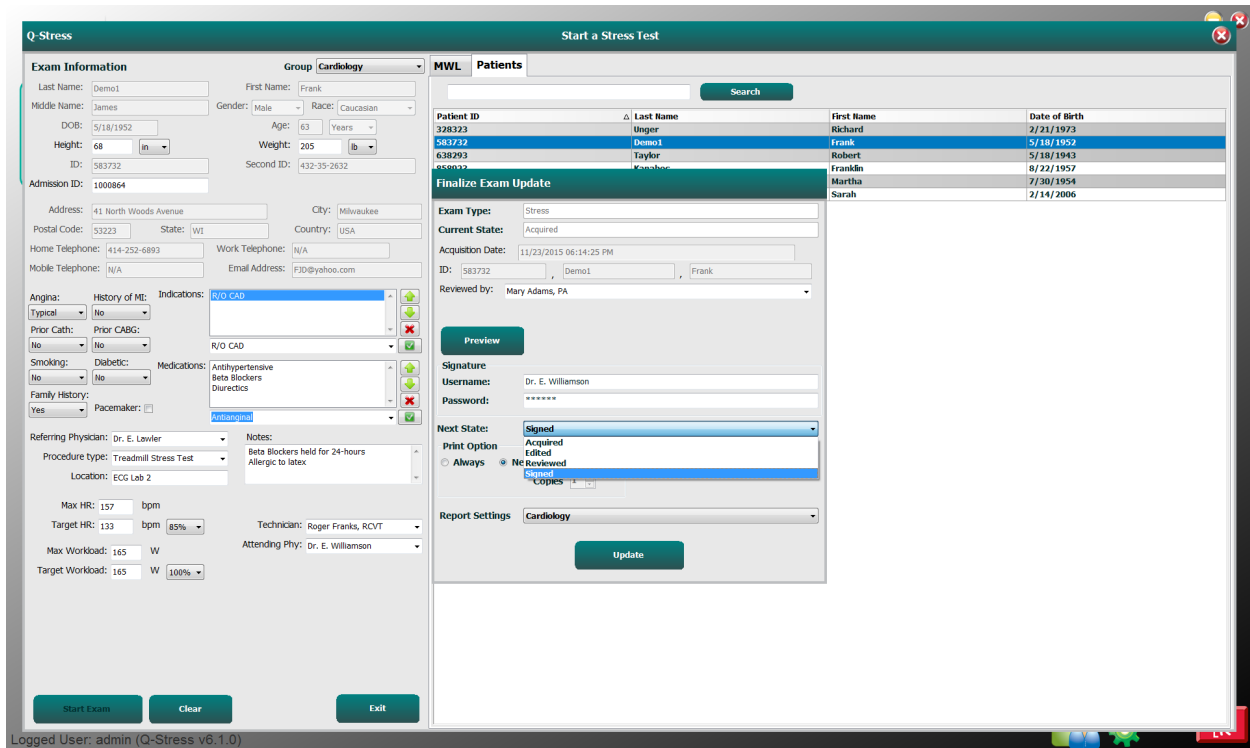 Q-Stress
Start a Stress Test
Exam Information
Group Cardiology
Last Name: Demo1
First Name: Frank
Middle Name: James
Gender: Male
Race: Caucasian
DOB: 5/18/1952
Age: 63 Years
Height: 68 in
Weight: 205 lb
ID: 583732
Second ID: 432-35-2632
Admission ID: 1000864
Address: 41 North Woods Avenue
City: Milwaukee
Postal Code: 53223
State: WI
Country: USA
Home Telephone: 414-252-6893
Work Telephone: N/A
Mobile Telephone: N/A
Email Address: FJD@yahoo.com
Angina: Typical
History of MI: No
Indications: R/O CAD
R/O CAD
Prior Cath: No
Prior CABG: No
Smoking: No
Diabetic: No
Medications: Antihypertensive
Beta Blockers
Diurectics
Antianginal
Family History: Yes
Pacemaker:
Referring Physician: Dr. E. Lawler
Notes:
Beta Blockers held for 24-hours
Allergic to latex
Procedure type: Treadmill Stress Test
Location: ECG Lab 2
Max HR: 157 bpm
Target HR: 133 bpm 85%
Technician: Roger Franks, RCVT
Max Workload: 165 W
Attending Phy: Dr. E. Williamson
Target Workload: 165 W 100%
Start Exam
Clear
Exit
MWL
Patients
Search
Patient ID Last Name First Name Date of Birth
328323 Unger Richard 2/21/1973
583732 Demo1 Frank 5/18/1952
638293 Taylor Robert 5/18/1943
Franklin 8/22/1957
Martha 7/30/1954
Sarah 2/14/2006
Finalize Exam Update
Exam Type: Stress
Current State: Acquired
Acquisition Date: 11/23/2015 06:14:25 PM
ID: 583732 , Demo1 , Frank
Reviewed by: Mary Adams, PA
Preview
Signature
Username: Dr. E. Williamson
Password: ******
Next State: Signed
Acquired
Edited
Reviewed
Signed
Print Option
Always
Ne
Copies 1
Report Settings Cardiology
Update
Logged User: admin (Q-Stress v6.1.0)